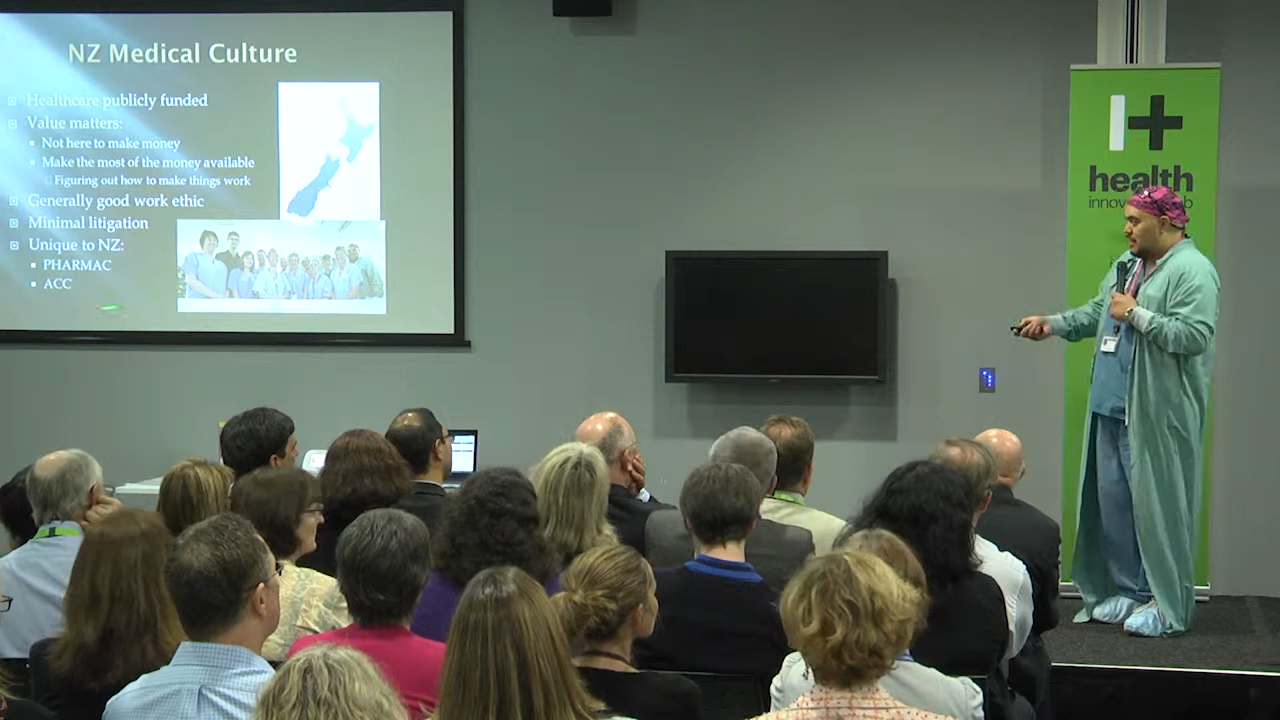 NZ Medical Culture
Healthcare publicly funded
Value matters:
Not here to make money
Make the most of the money available
Figuring out how to make things work
Generally good work ethic
Minimal litigation
Unique to NZ:
PHARMAC
ACC
health